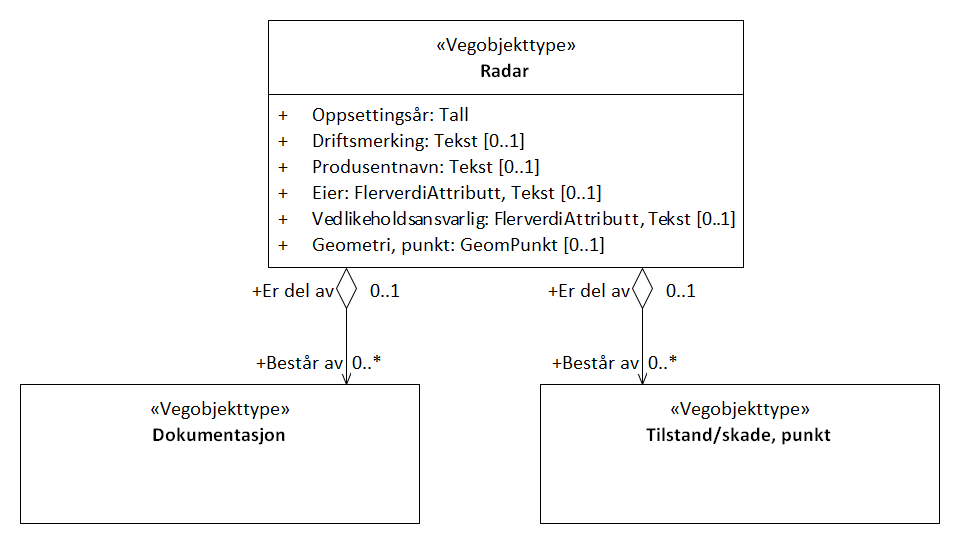 «Vegobjekttype»
Radar
+ Oppsettingsår: Tall
+ Driftsmerking: Tekst [0..1]
+ Produsentnavn: Tekst [0..1]
+ Eier: FlerverdiAttributt, Tekst [0..1]
+ Vedlikeholdsansvarlig: FlerverdiAttributt, Tekst [0..1]
+ Geometri, punkt: GeomPunkt [0..1]
+Er del av 0..1 +Er del av 0..1
+Består av 0..* +Består av 0..*
«Vegobjekttype»
Dokumentasjon
«Vegobjekttype»
Tilstand/skade, punkt